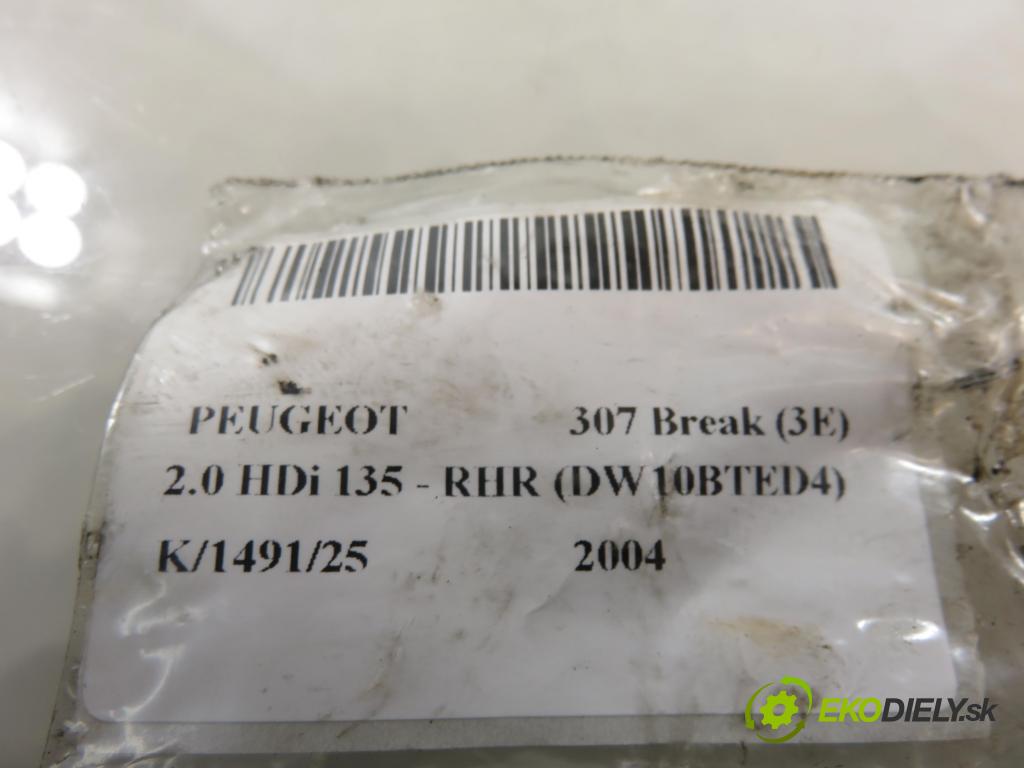 PEUGEOT 307 Break (3E)
2.0 HDi 135 - RHR (DW10BTED4)
K/1491/25 2004
EKODIELY.sk